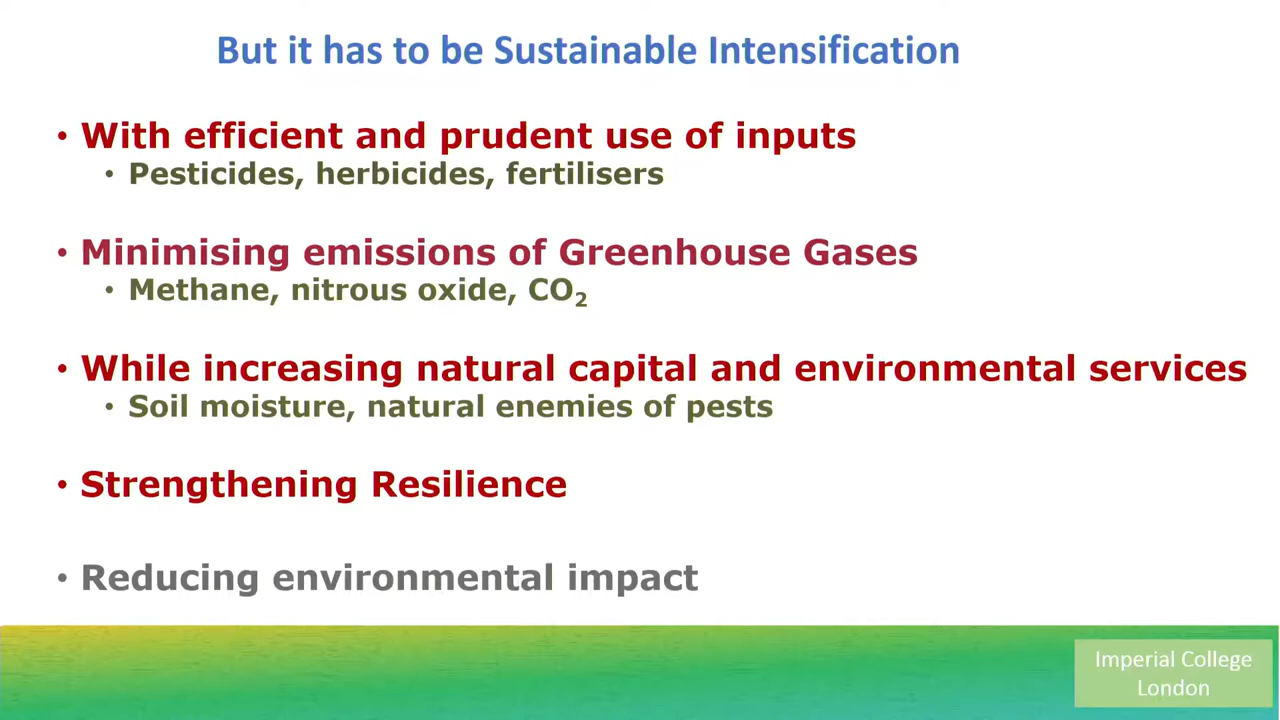 But it has to be Sustainable Intensification
• With efficient and prudent use of inputs
• Pesticides, herbicides, fertilisers
• Minimising emissions of Greenhouse Gases
• Methane, nitrous oxide, CO₂
• While increasing natural capital and environmental services
• Soil moisture, natural enemies of pests
• Strengthening Resilience
• Reducing environmental impact
Imperial College
London